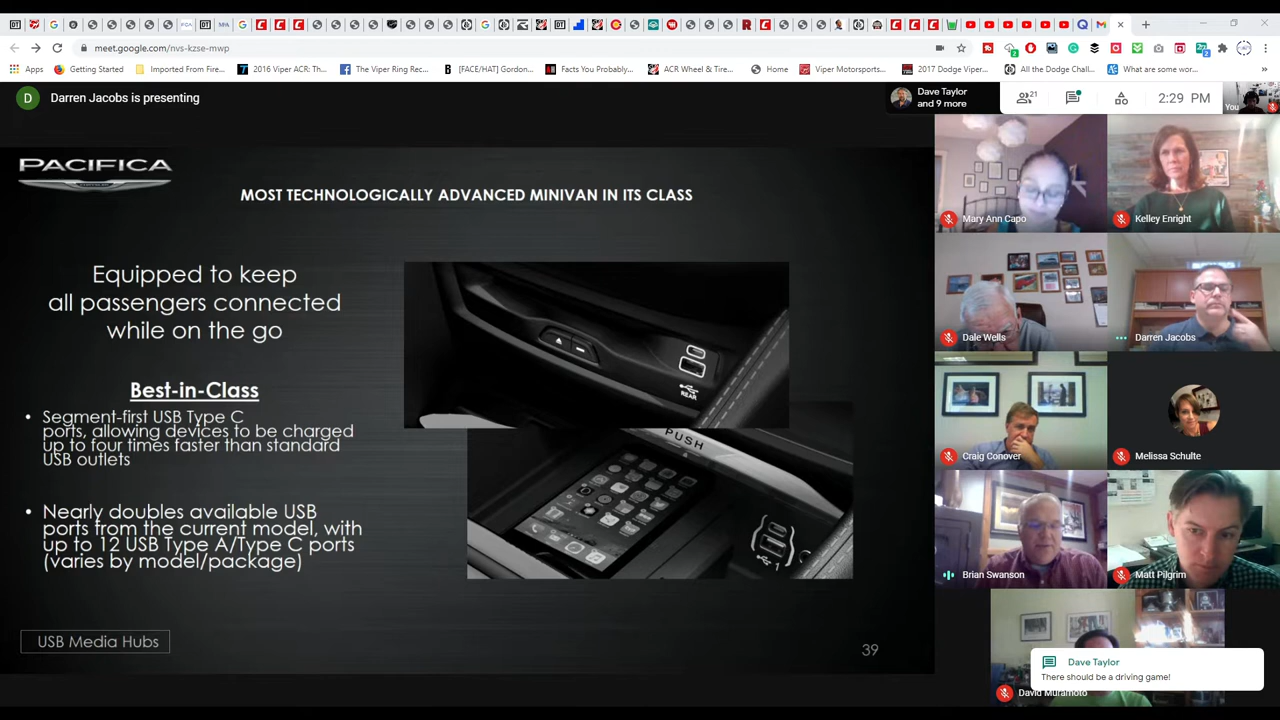 meet.google.com/nvs-kzse-mwp
Apps
Getting Started
Imported From Fire...
2016 Viper ACR: Th...
The Viper Ring Reco...
[FACE/HAT] Gordon...
Facts You Probably...
ACR Wheel & Tire...
Home
Viper Motorsports...
2017 Dodge Viper...
All the Dodge Chall...
What are some wor...
D
Darren Jacobs is presenting
Dave Taylor
and 9 more
21
2:29 PM
You
PACIFICA
MOST TECHNOLOGICALLY ADVANCED MINIVAN IN ITS CLASS
Equipped to keep
all passengers connected
while on the go
Best-in-Class
• Segment-first USB Type C
ports, allowing devices to be charged
up to four times faster than standard
USB outlets
• Nearly doubles available USB
ports from the current model, with
up to 12 USB Type A/Type C ports
(varies by model/package)
REAR
PUSH
1
USB Media Hubs
39
Mary Ann Capo
Kelley Enright
Dale Wells
Darren Jacobs
Craig Conover
Melissa Schulte
Brian Swanson
Matt Pilgrim
David Muramoto
Dave Taylor
There should be a driving game!